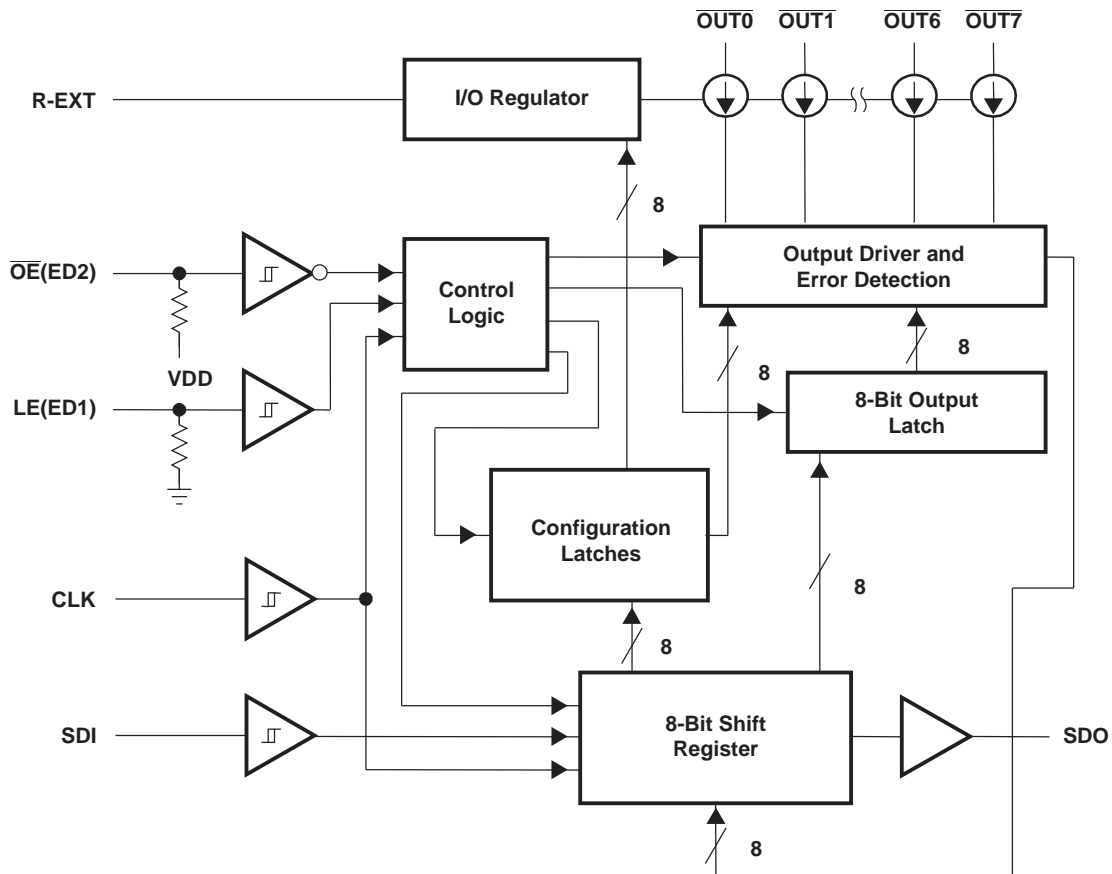 OUT0 OUT1 OUT6 OUT7
R-EXT
I/O Regulator
8
OE(ED2)
Control
Logic
Output Driver and
Error Detection
VDD
8
8
LE(ED1)
8-Bit Output
Latch
Configuration
Latches
CLK
8
8
SDI
8-Bit Shift
Register
SDO
8